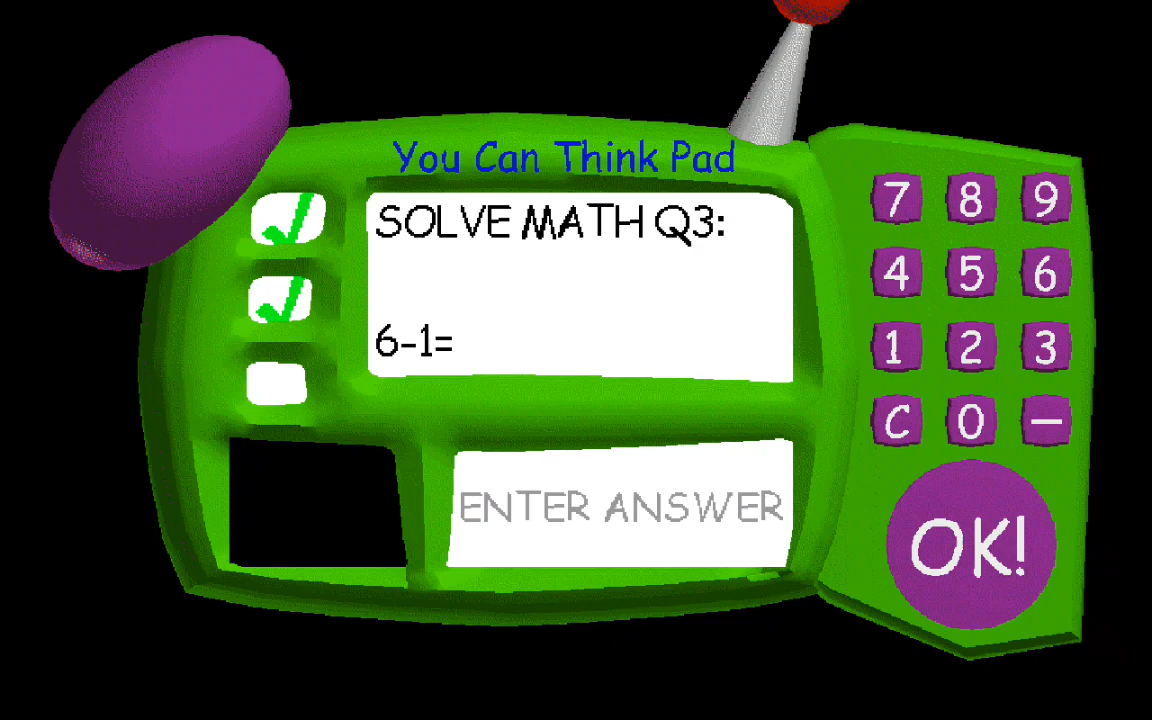 You Can Think Pad
SOLVE MATH Q3:
6-1=
ENTER ANSWER
7 8 9
4 5 6
1 2 3
C 0 —
OK!